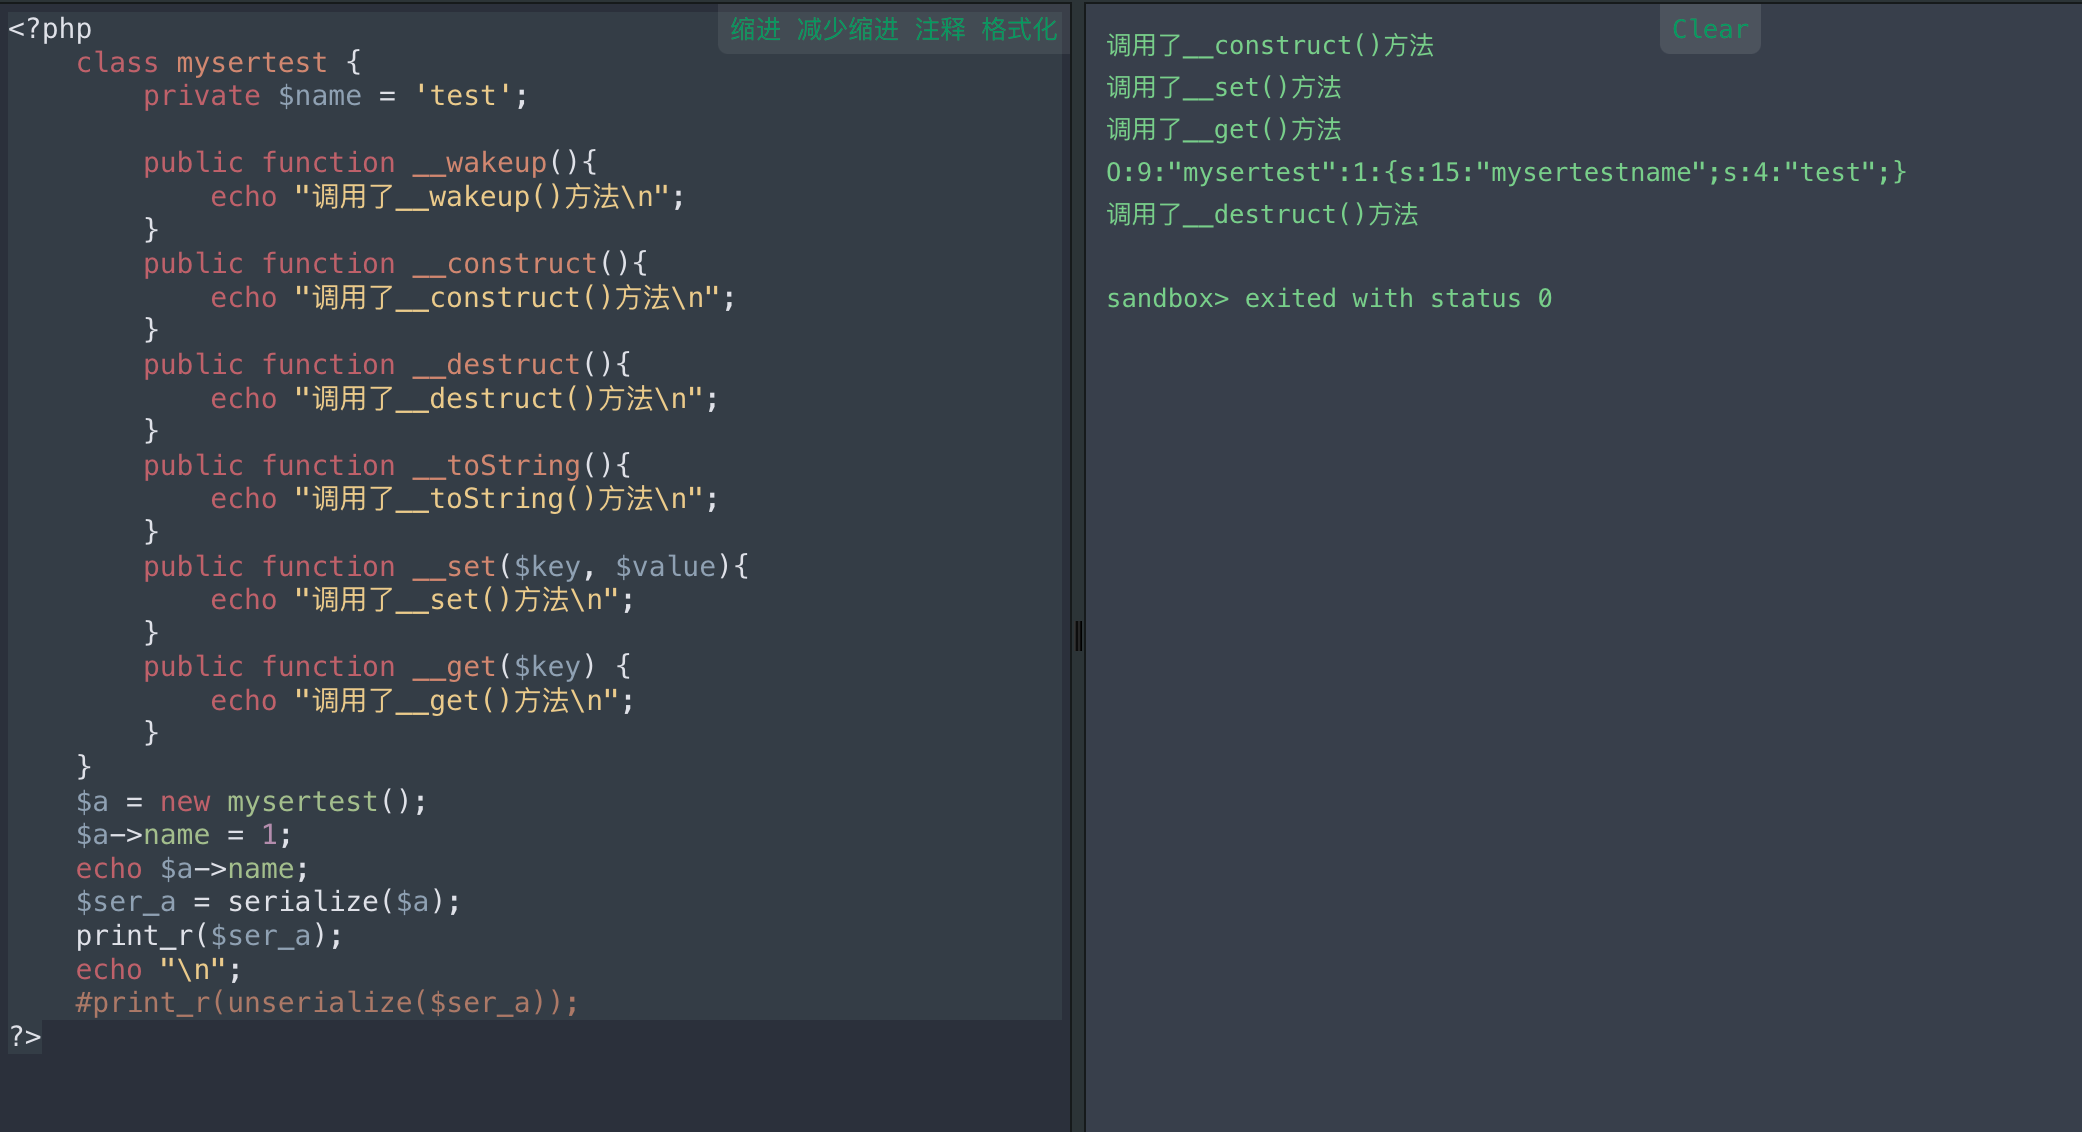 <?php
缩进 减少缩进 注释 格式化
class mysertest {
private $name = 'test';
public function __wakeup(){
echo "调用了__wakeup()方法\n";
}
public function __construct(){
echo "调用了__construct()方法\n";
}
public function __destruct(){
echo "调用了__destruct()方法\n";
}
public function __toString(){
echo "调用了__toString()方法\n";
}
public function __set($key, $value){
echo "调用了__set()方法\n";
}
public function __get($key) {
echo "调用了__get()方法\n";
}
}
$a = new mysertest();
$a->name = 1;
echo $a->name;
$ser_a = serialize($a);
print_r($ser_a);
echo "\n";
#print_r(unserialize($ser_a));
?>
Clear
调用了__construct()方法
调用了__set()方法
调用了__get()方法
O:9:"mysertest":1:{s:15:"mysertestname";s:4:"test";}
调用了__destruct()方法
sandbox> exited with status 0